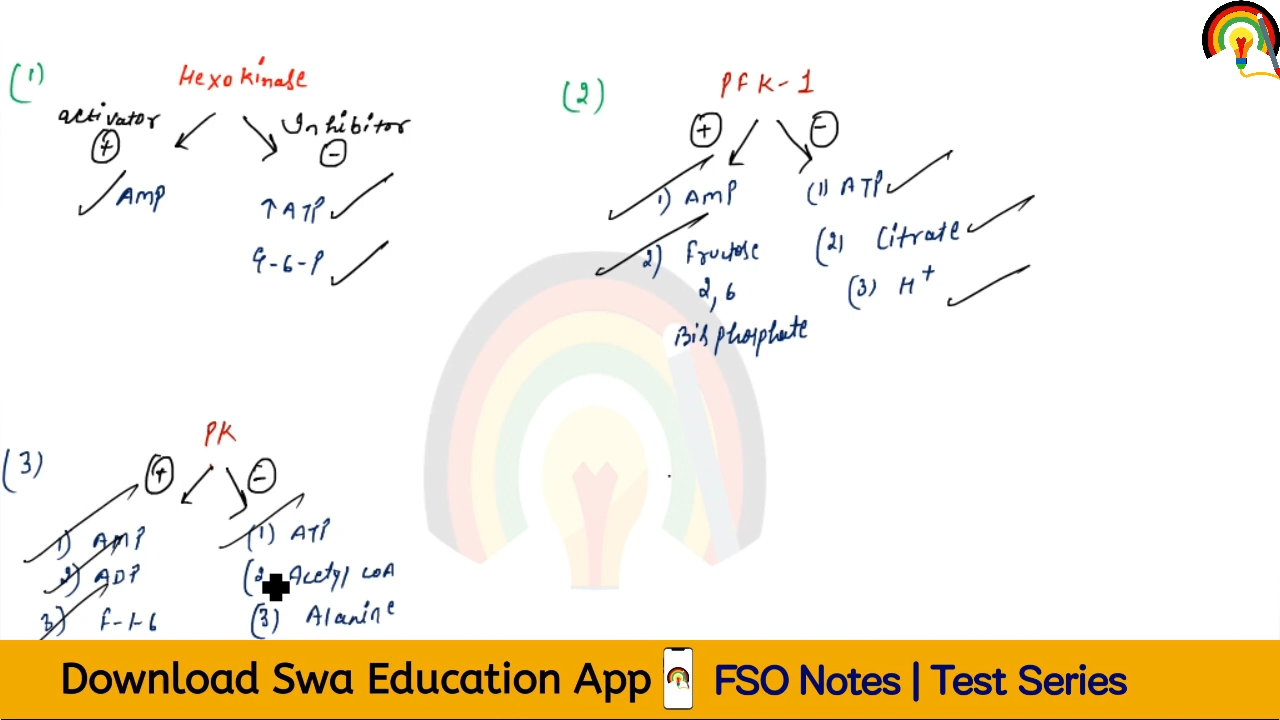 (1) Hexokinase
activator Inhibitor
+ -
AMP ↑ATP
G-6-P
(2) PFK-1
+ -
1) AMP (1) ATP
2) Fructose (2) Citrate
2,6 (3) H+
Bisphosphate
(3) PK
+ -
1) AMP (1) ATP
2) ADP (2 Acetyl COA
3) F-1-6 (3) Alanine
Download Swa Education App FSO Notes | Test Series